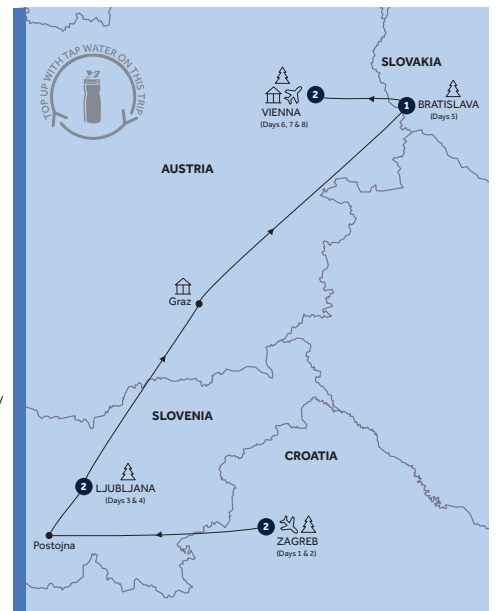 TOP UP WITH TAP WATER ON THIS TRIP
SLOVAKIA
2
VIENNA
(Days 6, 7 & 8)
1
BRATISLAVA
(Day 5)
AUSTRIA
Graz
SLOVENIA
CROATIA
2
LJUBLJANA
(Days 3 & 4)
2
ZAGREB
(Days 1 & 2)
Postojna
y